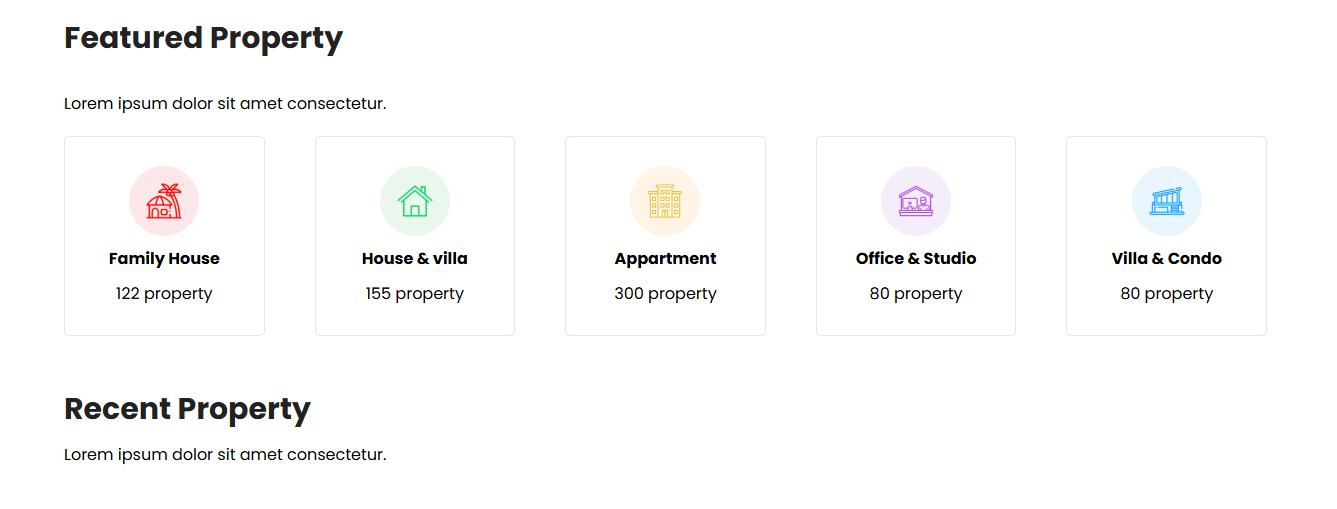 Featured Property
Lorem ipsum dolor sit amet consectetur.
Family House
122 property
House & villa
155 property
Appartment
300 property
Office & Studio
80 property
Villa & Condo
80 property
Recent Property
Lorem ipsum dolor sit amet consectetur.